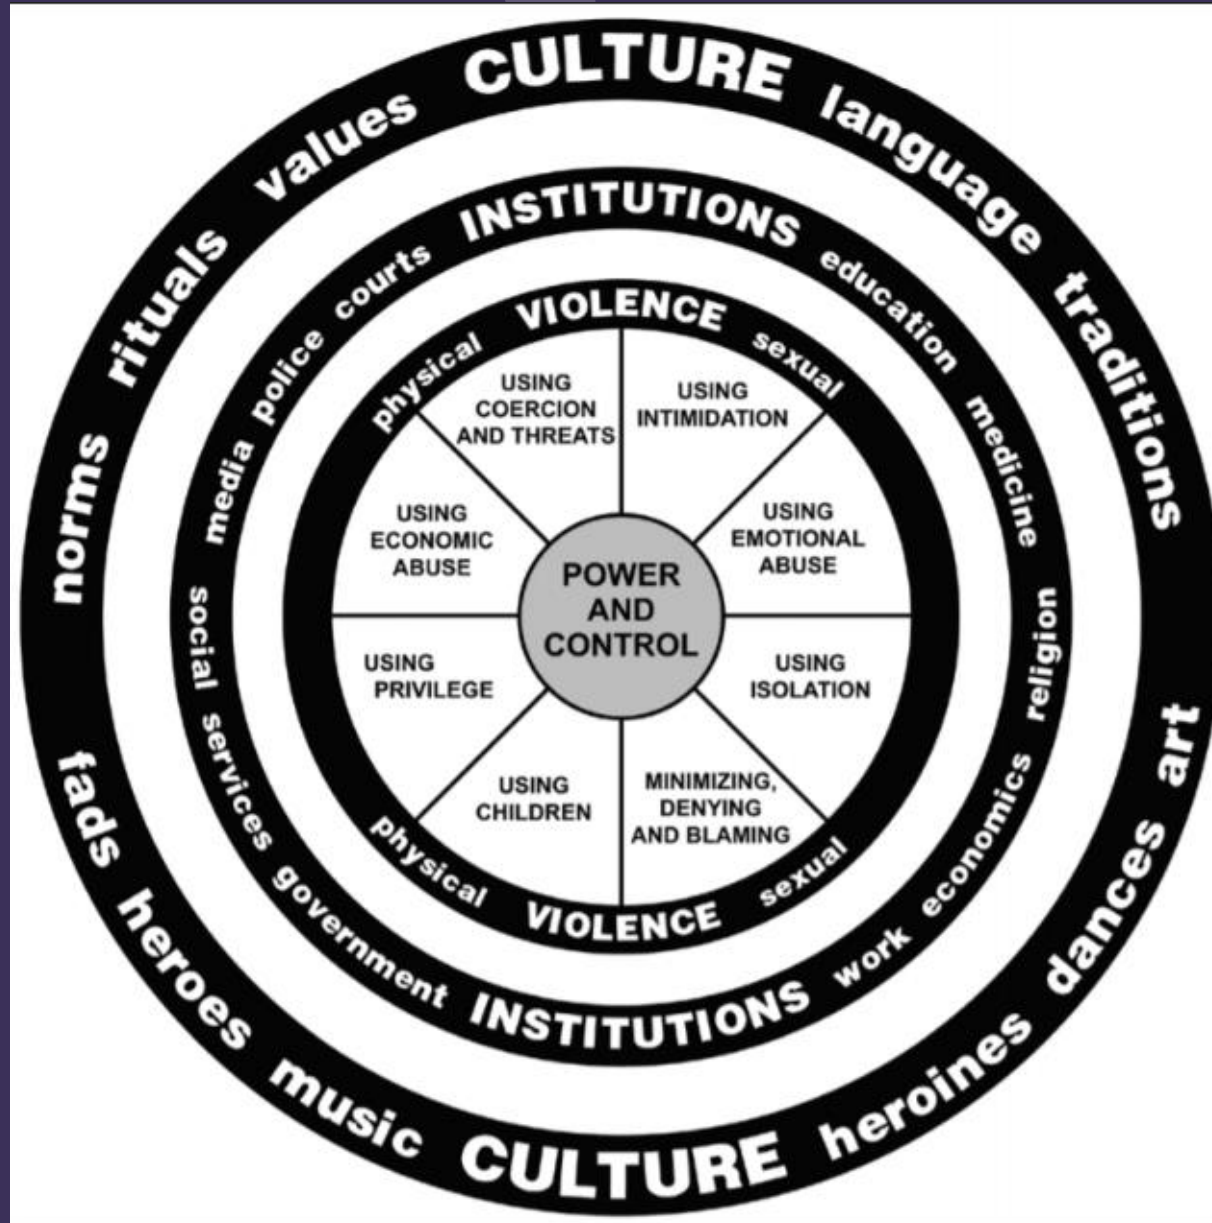 norms rituals values CULTURE language traditions
fads heroes music CULTURE heroines dances art
media police courts INSTITUTIONS education medicine religion
social services government INSTITUTIONS work economics
physical VIOLENCE sexual
physical VIOLENCE sexual
USING
COERCION
AND THREATS
USING
INTIMIDATION
USING
EMOTIONAL
ABUSE
USING
ISOLATION
MINIMIZING,
DENYING
AND BLAMING
USING
CHILDREN
USING
PRIVILEGE
USING
ECONOMIC
ABUSE
POWER
AND
CONTROL